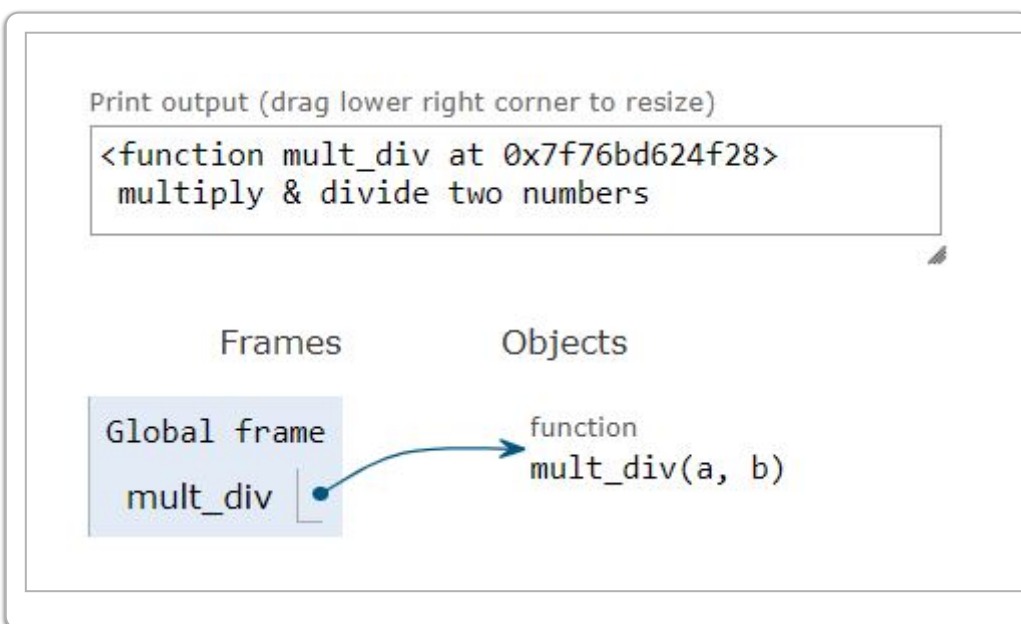 Print output (drag lower right corner to resize)
<function mult_div at 0x7f76bd624f28>
 multiply & divide two numbers
Frames Objects
Global frame
mult_div
function
mult_div(a, b)